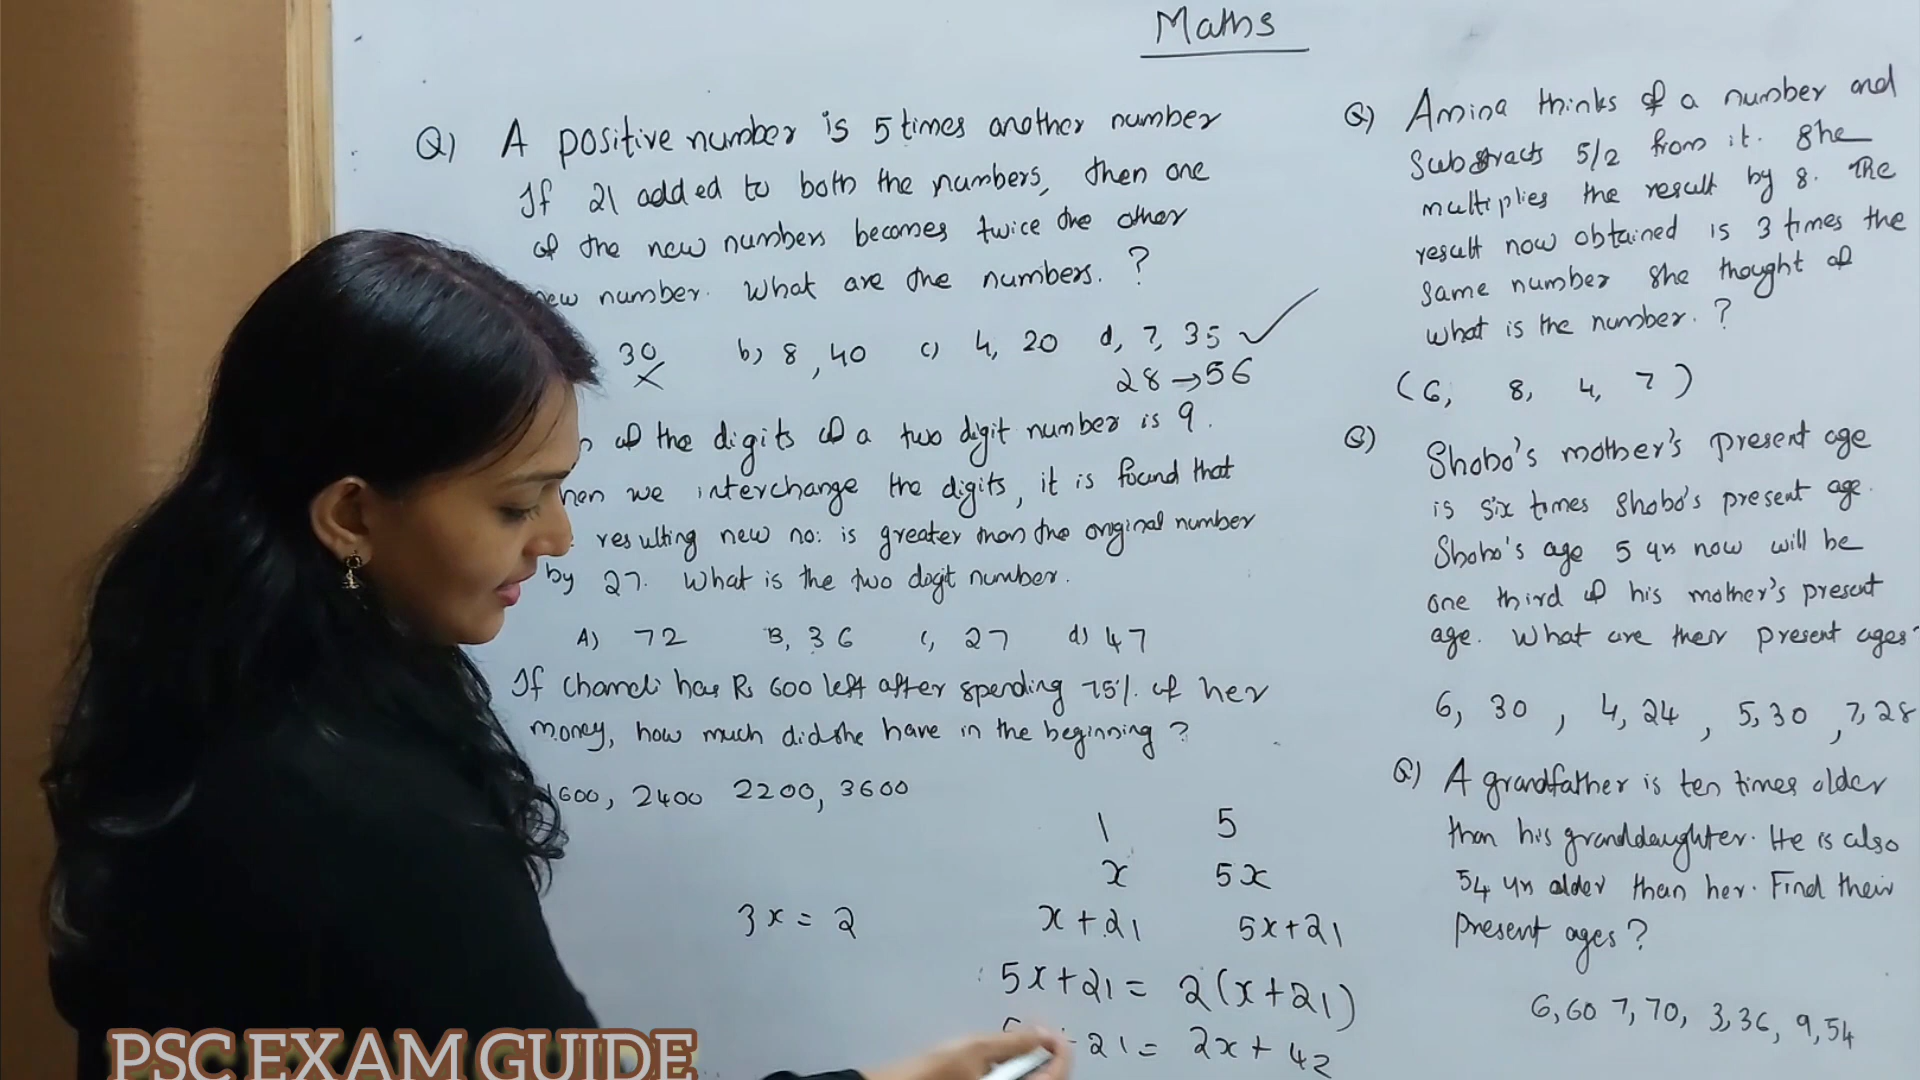 Maths
Q) A positive number is 5 times another number
If 21 added to both the numbers, then one
of the new numbers becomes twice the other
new number. What are the numbers. ?
30 b) 8, 40 c) 4, 20 d, 7, 35 ✓
28 → 56
of the digits of a two digit number is 9.
hen we interchange the digits, it is found that
resulting new no: is greater than the original number
by 27. What is the two digit number.
A) 72 B, 36 C, 27 d) 47
If Chameli has Rs 600 left after spending 75% of her
money, how much did she have in the beginning ?
1600, 2400 2200, 3600
1 5
x 5x
3x = 2 x + 21 5x + 21
5x + 21 = 2(x + 21)
21 = 2x + 42
Q) Amina thinks of a number and
Substracts 5/2 from it. She
multiplies the result by 8. The
result now obtained is 3 times the
same number she thought of
what is the number. ?
(6, 8, 4, 7)
Q) Shobo's mother's present age
is six times Shobo's present age.
Shobo's age 5 yrs now will be
one third of his mother's present
age. What are their present ages?
6, 30 , 4, 24 , 5, 30 , 7, 28
Q) A grandfather is ten times older
than his granddaughter. He is also
54 yrs older than her. Find their
present ages?
6, 60 7, 70, 3, 36, 9, 54
PSC EXAM GUIDE